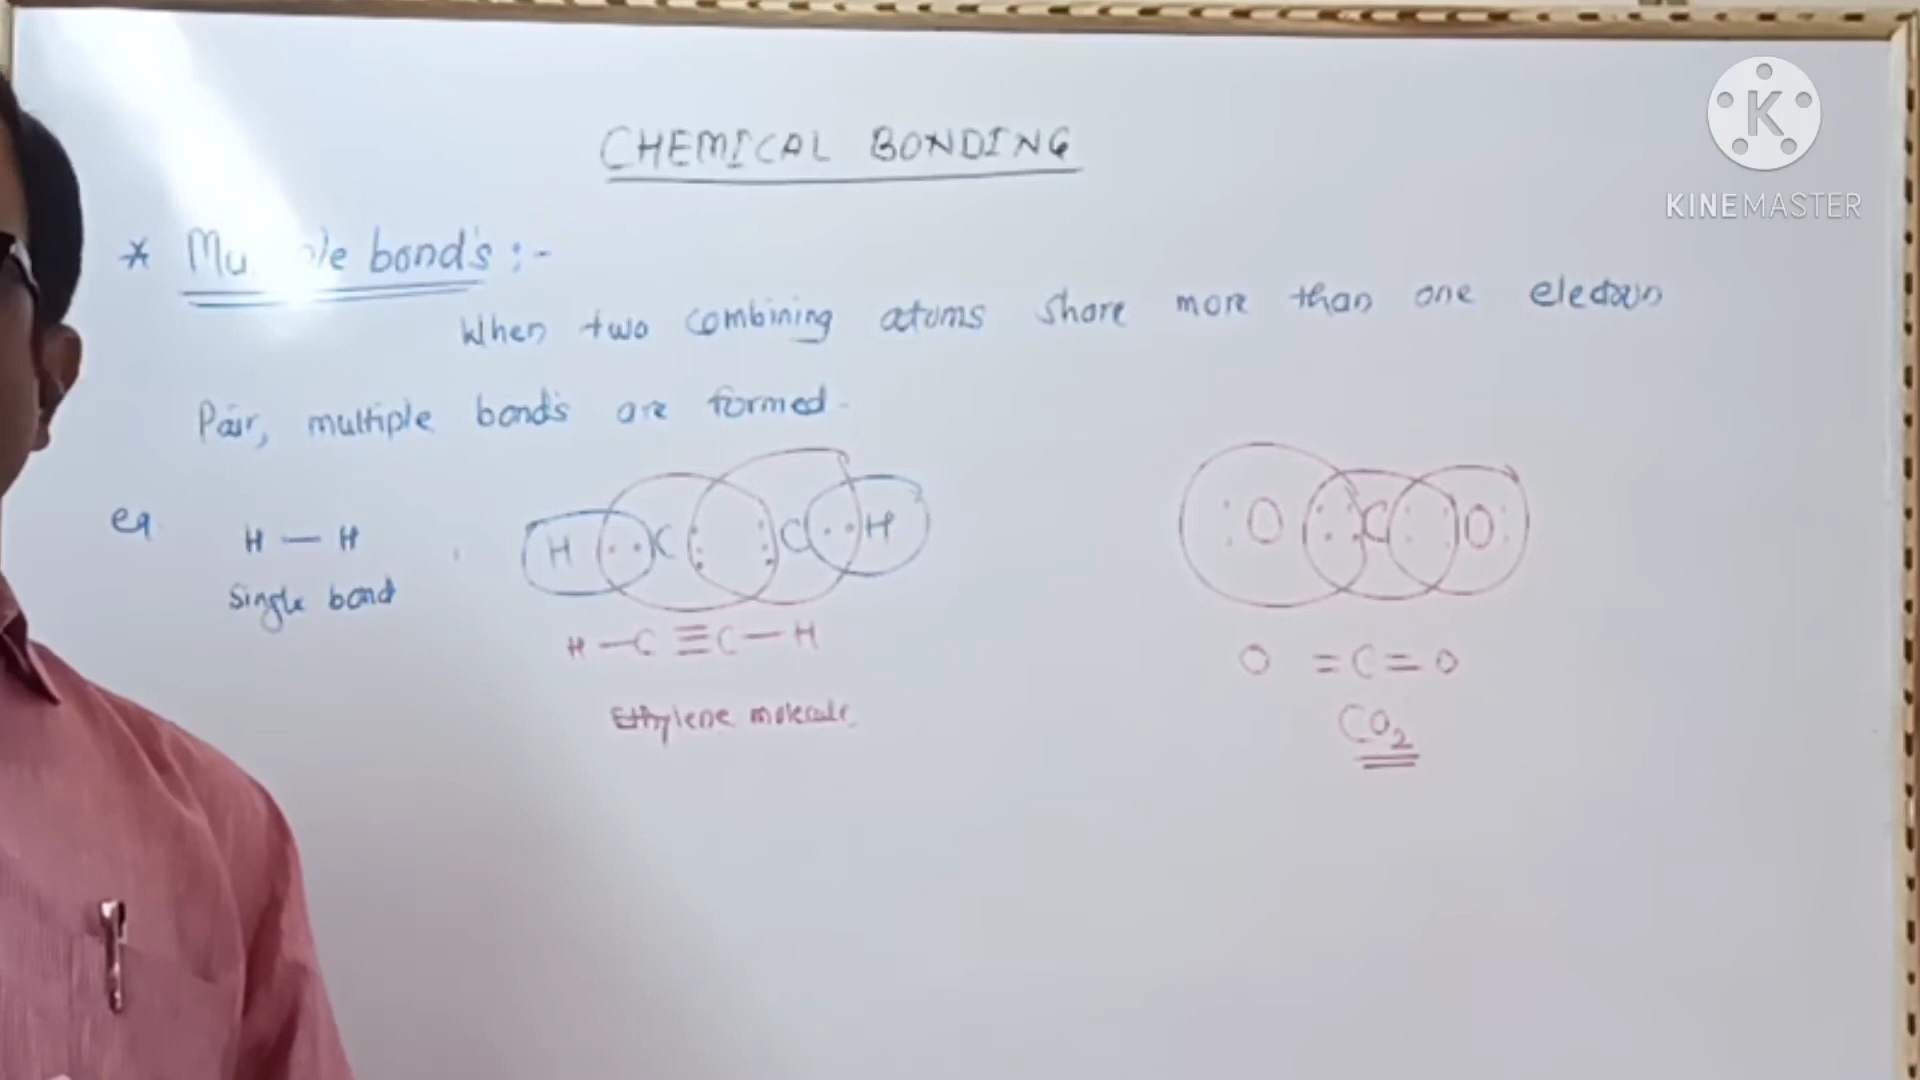 CHEMICAL BONDING
K
KINEMASTER
* bond's :-
When two combining atoms share more than one electron
Pair, multiple bonds are formed.
eg
H — H
Single bond
H C C H
H — C ≡ C — H
Ethylene molecule
O C O
O = C = O
CO2